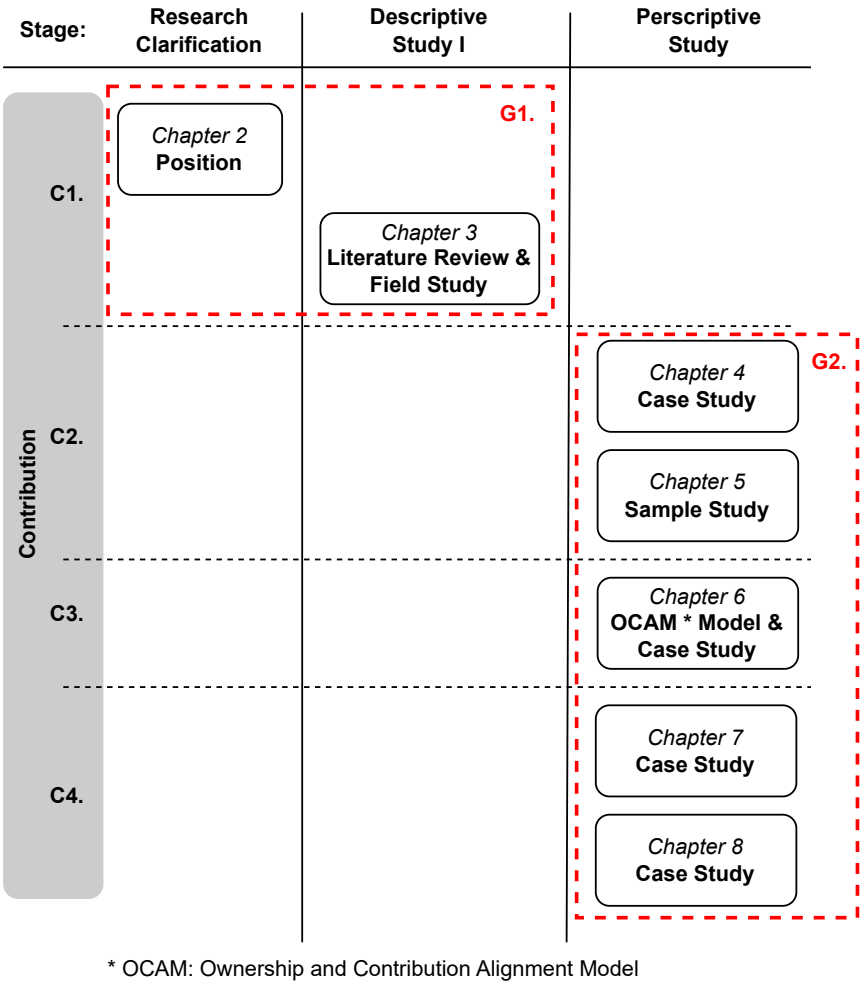 Stage:
Research
Clarification
Descriptive
Study I
Perscriptive
Study
G1.
Chapter 2
Position
C1.
Chapter 3
Literature Review &
Field Study
G2.
Chapter 4
Case Study
C2.
Contribution
Chapter 5
Sample Study
C3.
Chapter 6
OCAM * Model &
Case Study
Chapter 7
Case Study
C4.
Chapter 8
Case Study
* OCAM: Ownership and Contribution Alignment Model